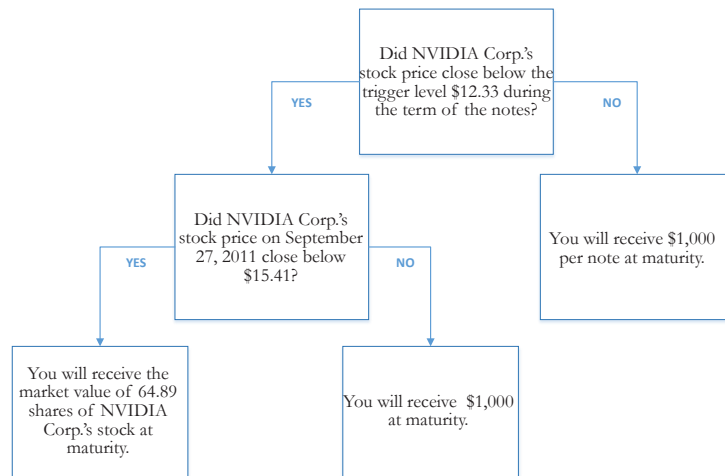 Did NVIDIA Corp.'s
stock price close below the
trigger level $12.33 during
the term of the notes?
YES
NO
Did NVIDIA Corp.'s
stock price on September
27, 2011 close below
$15.41?
You will receive $1,000
per note at maturity.
YES
NO
You will receive the
market value of 64.89
shares of NVIDIA
Corp.'s stock at
maturity.
You will receive $1,000
at maturity.